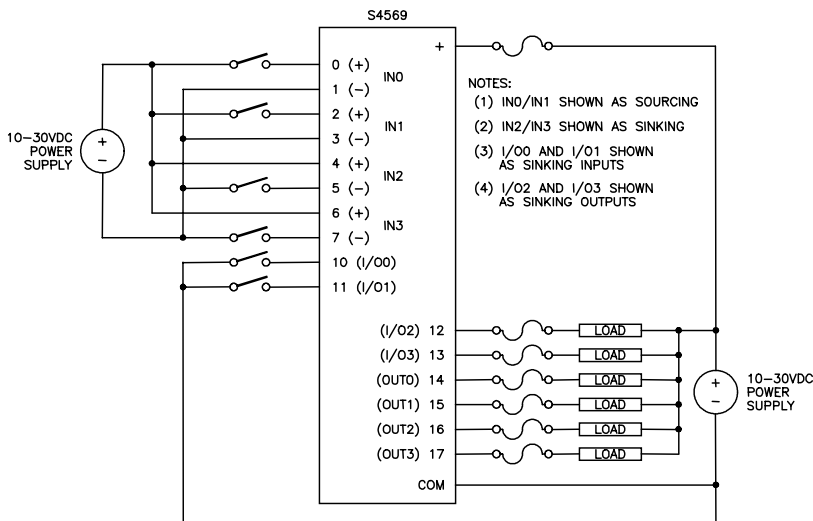 S4569
+
0 (+)
IN0
1 (−)
2 (+)
IN1
3 (−)
4 (+)
IN2
5 (−)
6 (+)
IN3
7 (−)
10 (I/O0)
11 (I/O1)
10−30VDC
POWER
SUPPLY
+
−
NOTES:
(1) IN0/IN1 SHOWN AS SOURCING
(2) IN2/IN3 SHOWN AS SINKING
(3) I/O0 AND I/O1 SHOWN
AS SINKING INPUTS
(4) I/O2 AND I/O3 SHOWN
AS SINKING OUTPUTS
(I/O2) 12
LOAD
(I/O3) 13
LOAD
(OUT0) 14
LOAD
(OUT1) 15
LOAD
(OUT2) 16
LOAD
(OUT3) 17
LOAD
COM
+
−
10−30VDC
POWER
SUPPLY